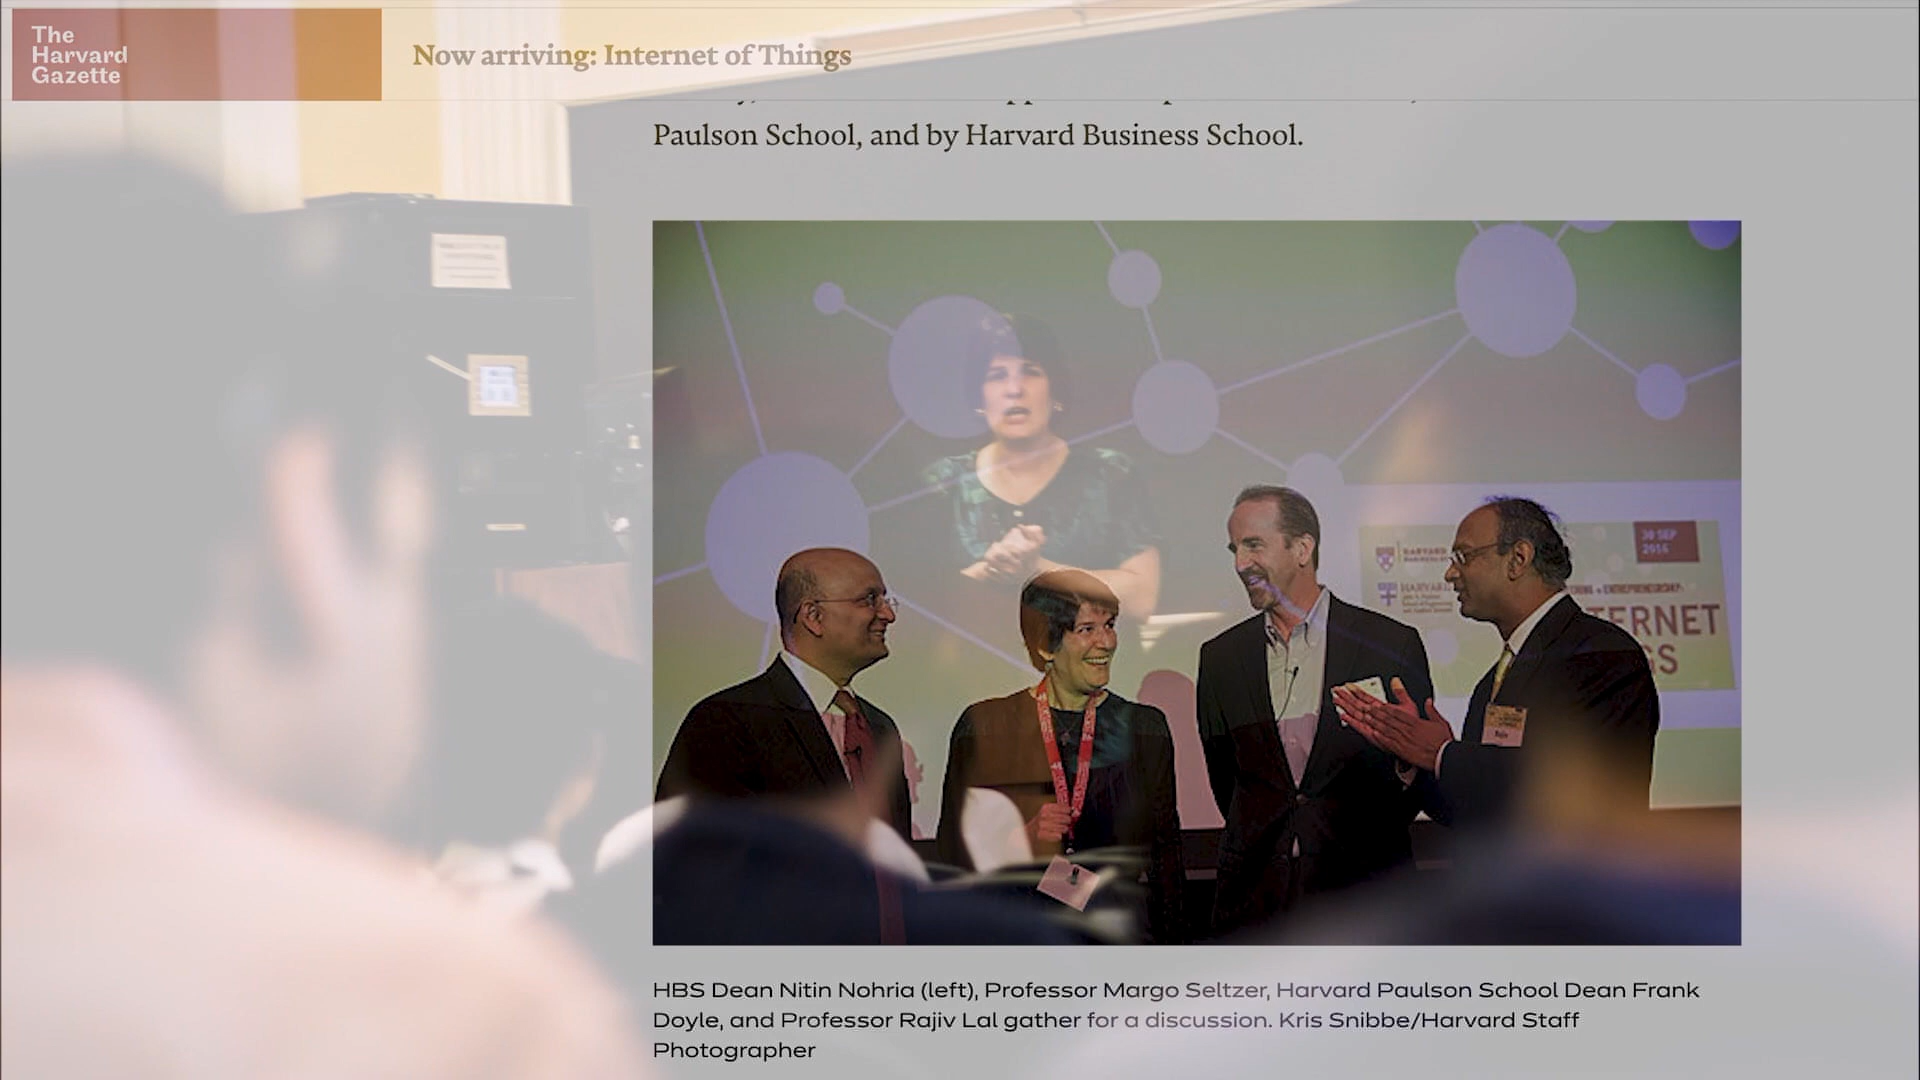 The
Harvard
Gazette
Now arriving: Internet of Things
Paulson School, and by Harvard Business School.
30 SEP
2016
HARVARD
HARVARD
TERNET
GS
HBS Dean Nitin Nohria (left), Professor Margo Seltzer, Harvard Paulson School Dean Frank
Doyle, and Professor Rajiv Lal gather for a discussion. Kris Snibbe/Harvard Staff
Photographer